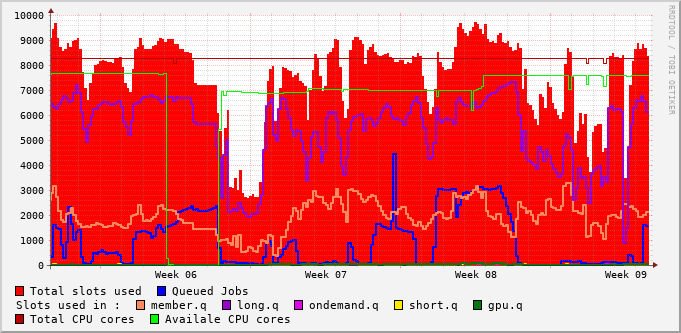 10000
9000
8000
7000
6000
5000
4000
3000
2000
1000
0
Week 06 Week 07 Week 08 Week 09
RRDTOOL / TOBI OETIKER
Total slots used Queued Jobs
Slots used in : member.q long.q ondemand.q short.q gpu.q
Total CPU cores Availale CPU cores